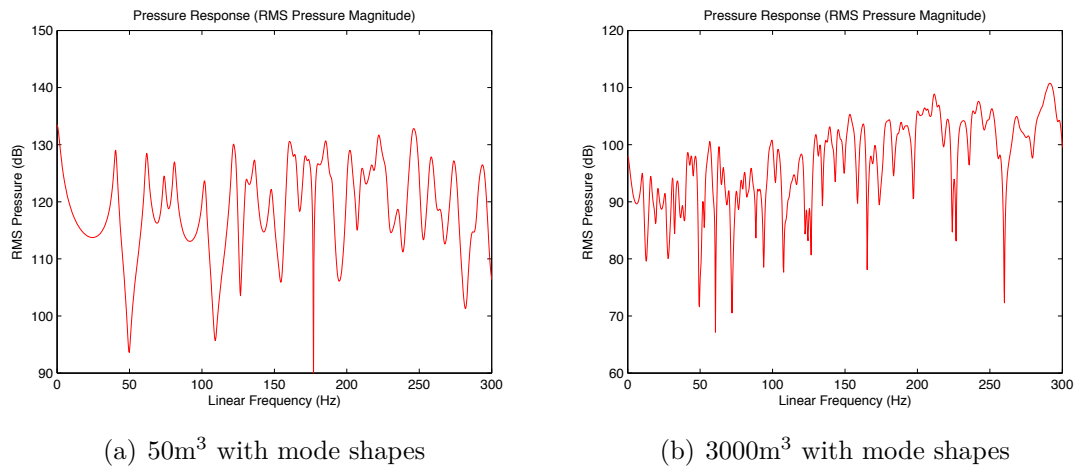 Pressure Response (RMS Pressure Magnitude)
150
140
130
120
110
100
90
RMS Pressure (dB)
0 50 100 150 200 250 300
Linear Frequency (Hz)
(a) 50m³ with mode shapes
Pressure Response (RMS Pressure Magnitude)
120
110
100
90
80
70
60
RMS Pressure (dB)
0 50 100 150 200 250 300
Linear Frequency (Hz)
(b) 3000m³ with mode shapes